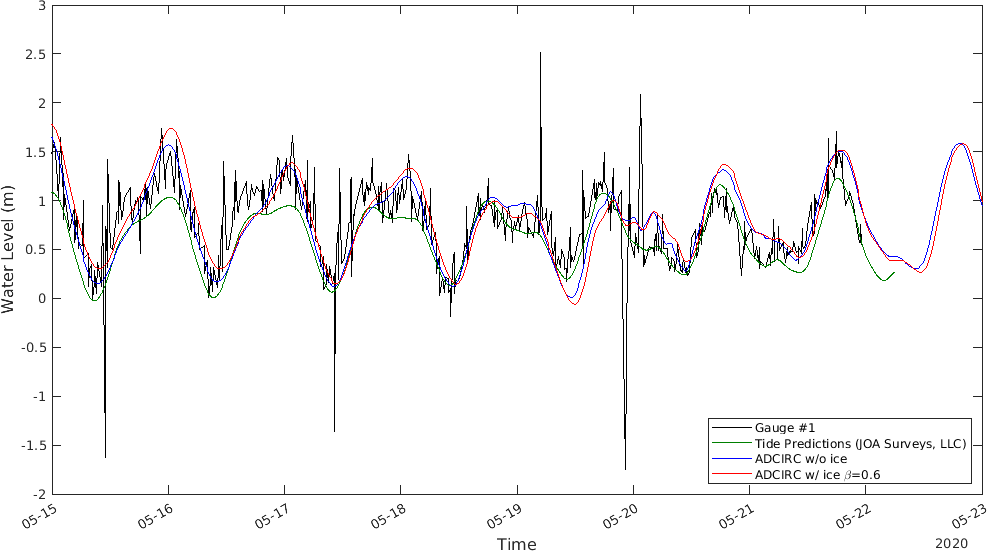 3
2.5
2
1.5
1
0.5
0
-0.5
-1
-1.5
-2
Water Level (m)
Gauge #1
Tide Predictions (JOA Surveys, LLC)
ADCIRC w/o ice
ADCIRC w/ ice β=0.6
05-15 05-16 05-17 05-18 05-19 05-20 05-21 05-22 05-23
Time
2020